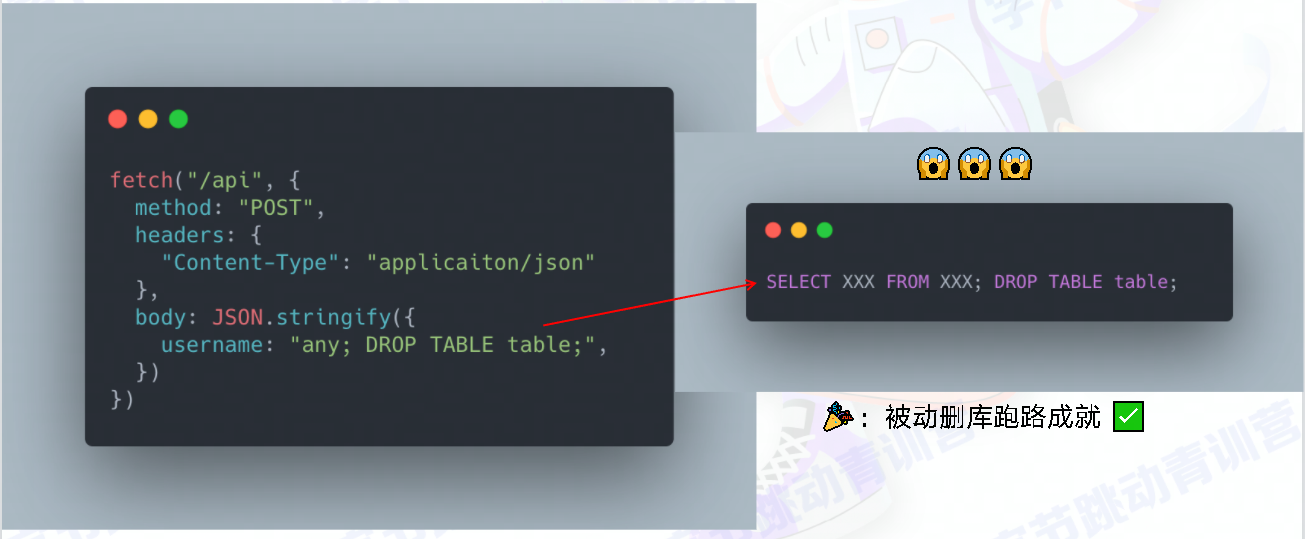 fetch("/api", {
  method: "POST",
  headers: {
    "Content-Type": "applicaiton/json"
  },
  body: JSON.stringify({
    username: "any; DROP TABLE table;",
  })
})
SELECT XXX FROM XXX; DROP TABLE table;
: 被动删库跑路成就
字节跳动青训营